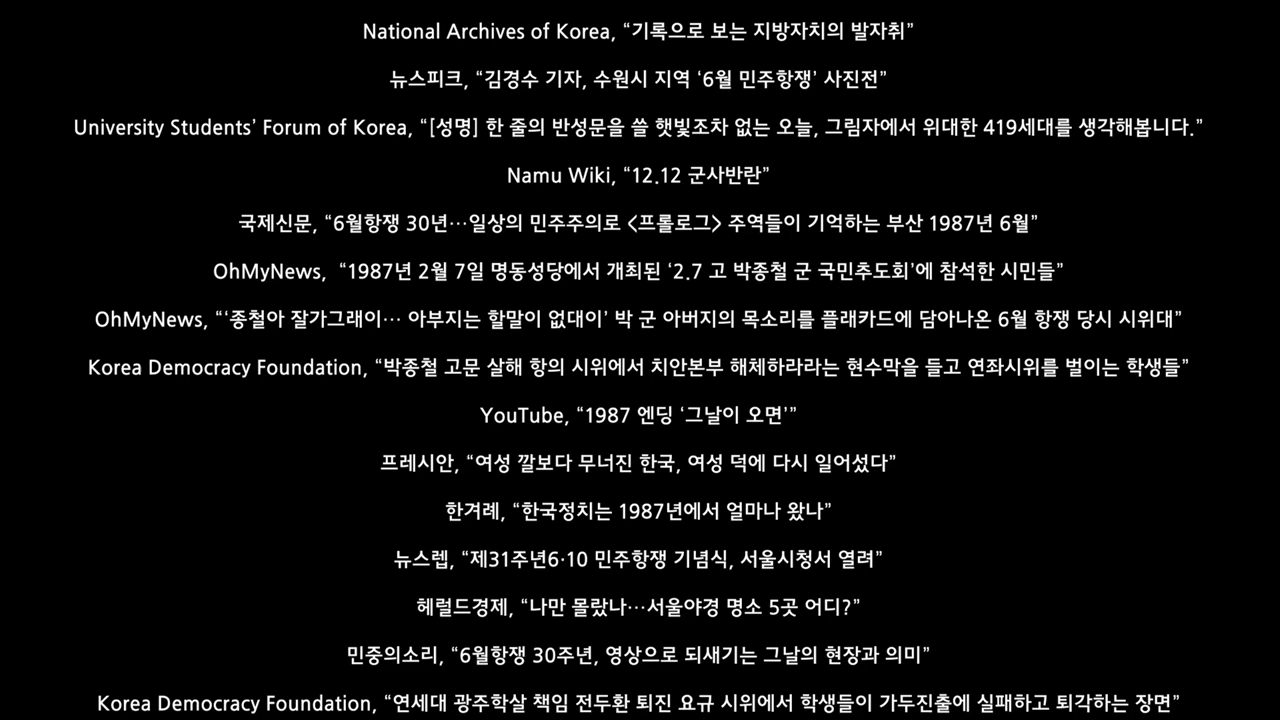 National Archives of Korea, “기록으로 보는 지방자치의 발자취”
뉴스피크, “김경수 기자, 수원시 지역 ‘6월 민주항쟁’ 사진전”
University Students’ Forum of Korea, “[성명] 한 줄의 반성문을 쓸 햇빛조차 없는 오늘, 그림자에서 위대한 419세대를 생각해봅니다.”
Namu Wiki, “12.12 군사반란”
국제신문, “6월항쟁 30년…일상의 민주주의로 <프롤로그> 주역들이 기억하는 부산 1987년 6월”
OhMyNews,  “1987년 2월 7일 명동성당에서 개최된 ‘2.7 고 박종철 군 국민추도회’에 참석한 시민들”
OhMyNews, “‘종철아 잘가그래이… 아부지는 할말이 없대이’ 박 군 아버지의 목소리를 플래카드에 담아나온 6월 항쟁 당시 시위대”
Korea Democracy Foundation, “박종철 고문 살해 항의 시위에서 치안본부 해체하라라는 현수막을 들고 연좌시위를 벌이는 학생들”
YouTube, “1987 엔딩 ‘그날이 오면’”
프레시안, “여성 깔보다 무너진 한국, 여성 덕에 다시 일어섰다”
한겨레, “한국정치는 1987년에서 얼마나 왔나”
뉴스렙, “제31주년6·10 민주항쟁 기념식, 서울시청서 열려”
헤럴드경제, “나만 몰랐나…서울야경 명소 5곳 어디?”
민중의소리, “6월항쟁 30주년, 영상으로 되새기는 그날의 현장과 의미”
Korea Democracy Foundation, “연세대 광주학살 책임 전두환 퇴진 요규 시위에서 학생들이 가두진출에 실패하고 퇴각하는 장면”